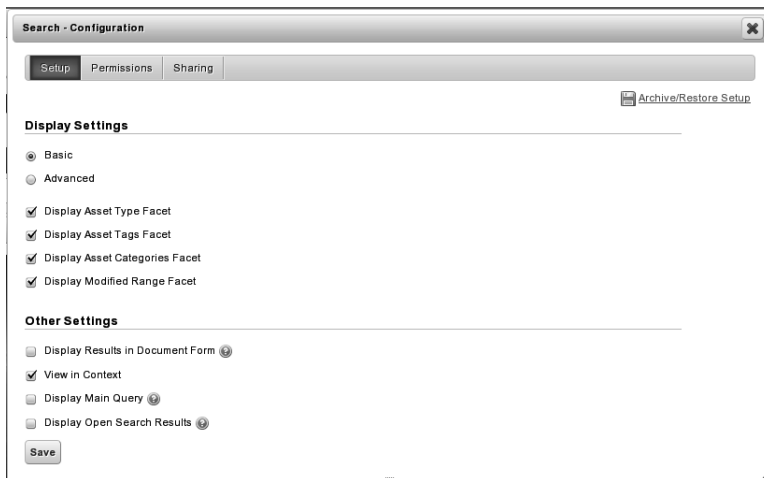 Search - Configuration
Setup Permissions Sharing
Archive/Restore Setup
Display Settings
Basic
Advanced
Display Asset Type Facet
Display Asset Tags Facet
Display Asset Categories Facet
Display Modified Range Facet
Other Settings
Display Results in Document Form
View in Context
Display Main Query
Display Open Search Results
Save